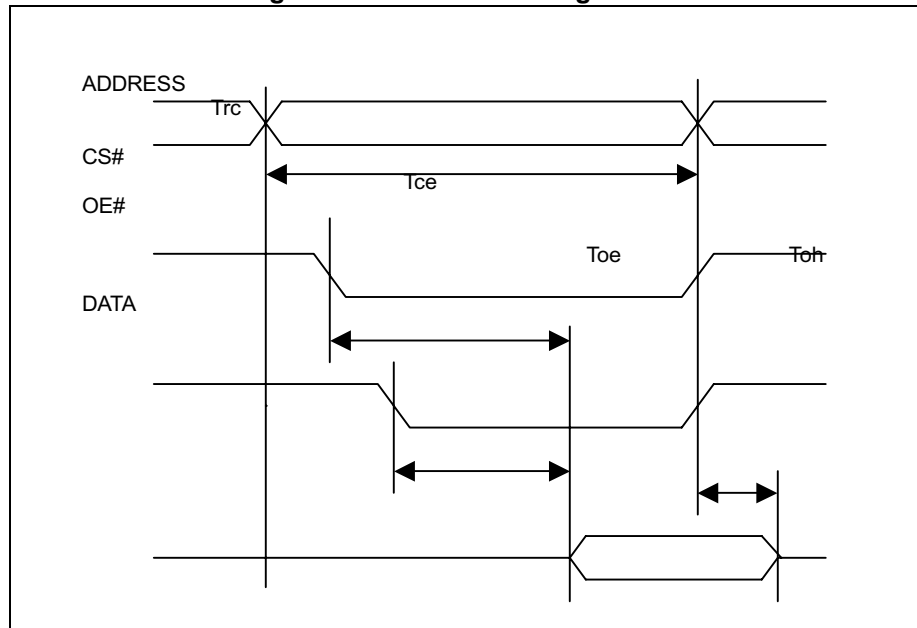 ADDRESS
Trc
CS#
Tce
OE#
Toe
Toh
DATA